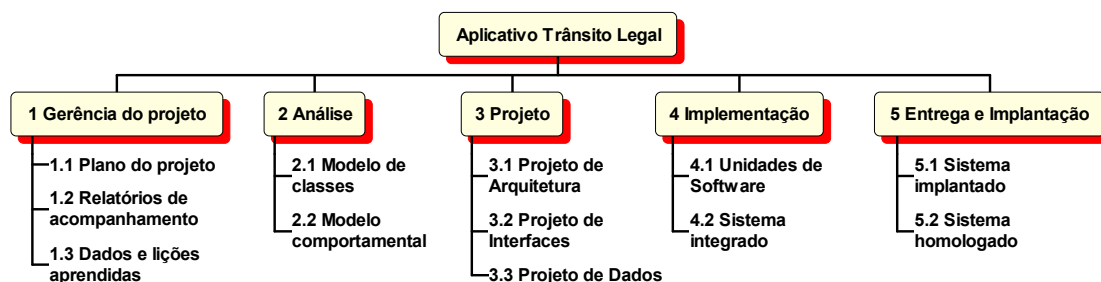 Aplicativo Trânsito Legal
1 Gerência do projeto
1.1 Plano do projeto
1.2 Relatórios de
acompanhamento
1.3 Dados e lições
aprendidas
2 Análise
2.1 Modelo de
classes
2.2 Modelo
comportamental
3 Projeto
3.1 Projeto de
Arquitetura
3.2 Projeto de
Interfaces
3.3 Projeto de Dados
4 Implementação
4.1 Unidades de
Software
4.2 Sistema
integrado
5 Entrega e Implantação
5.1 Sistema
implantado
5.2 Sistema
homologado